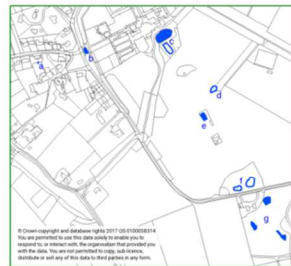 a
b
c
d
e
f
g
© Crown copyright and database rights 2017 OS 0100058314
You are permitted to use this data solely to enable you to
respond to, or interact with, the organisation that provided you
with the data. You are not permitted to copy, sub-licence,
distribute or sell any of this data to third parties in any form.